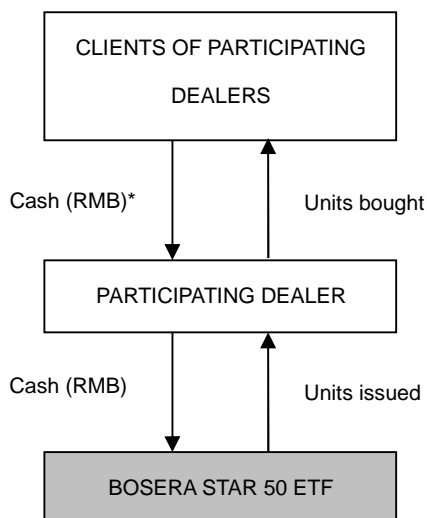 CLIENTS OF PARTICIPATING
DEALERS
Cash (RMB)*
Units bought
PARTICIPATING DEALER
Cash (RMB)
Units issued
BOSERA STAR 50 ETF